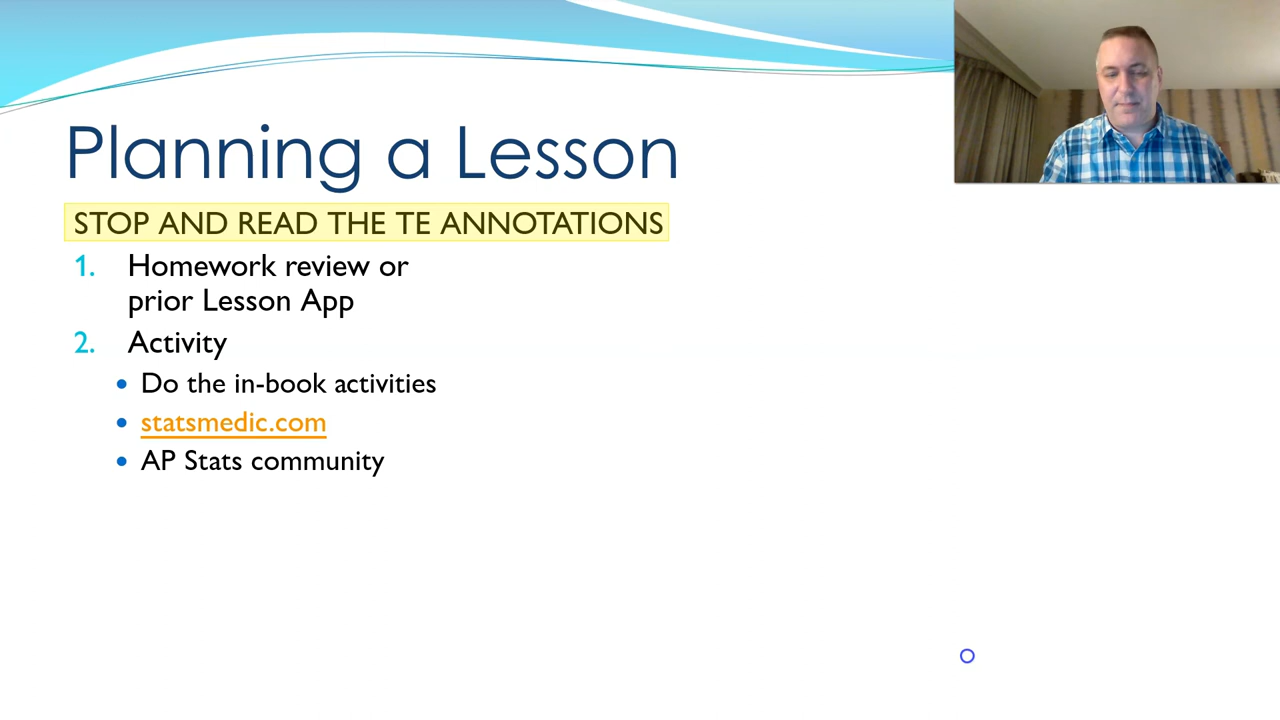 Planning a Lesson
STOP AND READ THE TE ANNOTATIONS
1. Homework review or
prior Lesson App
2. Activity
• Do the in-book activities
• statsmedic.com
• AP Stats community